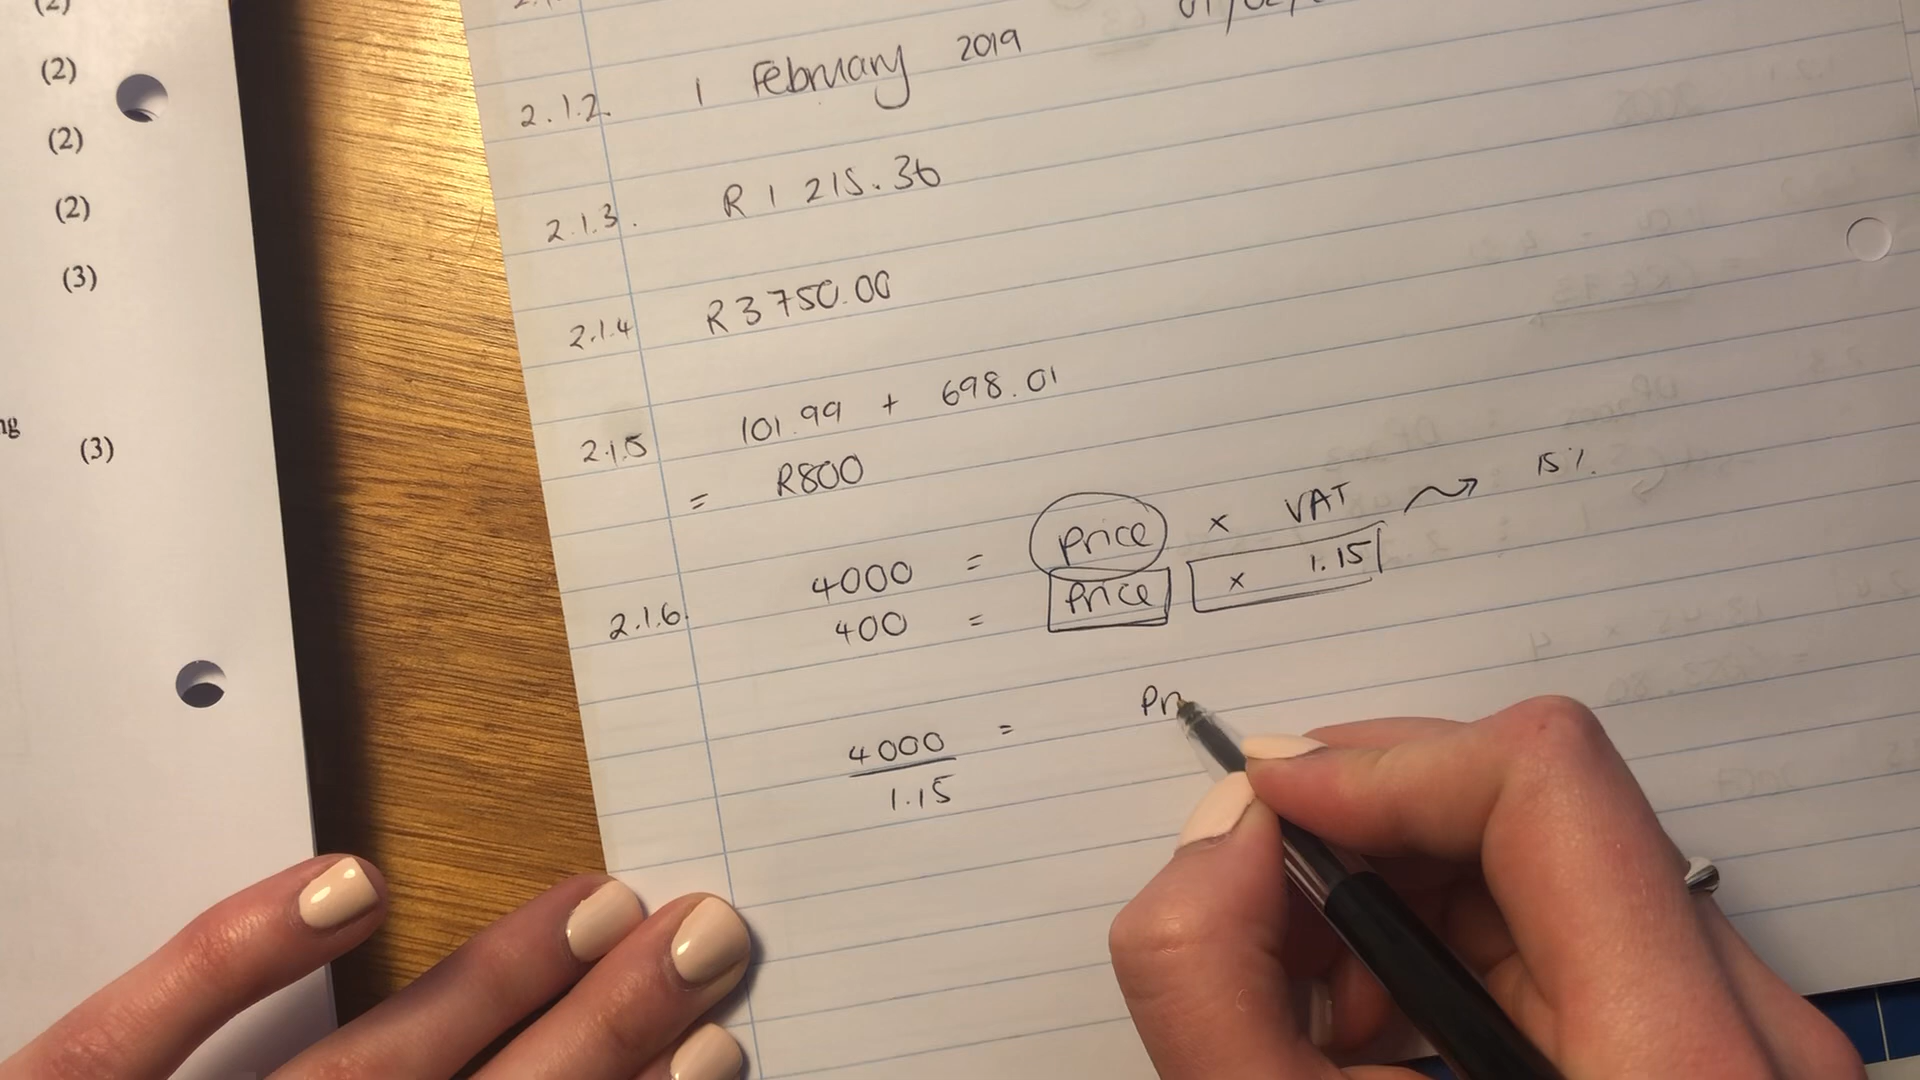 (2)
(2)
(2)
(2)
(3)
(3)
2.1.2. 1 February 2019
2.1.3. R 1 215.36
2.1.4 R3 750.00
2.1.5 101.99 + 698.01
= R800
2.1.6. 4000 = Price x VAT 15%.
400 = Price x 1.15
4000 = Pr
1.15